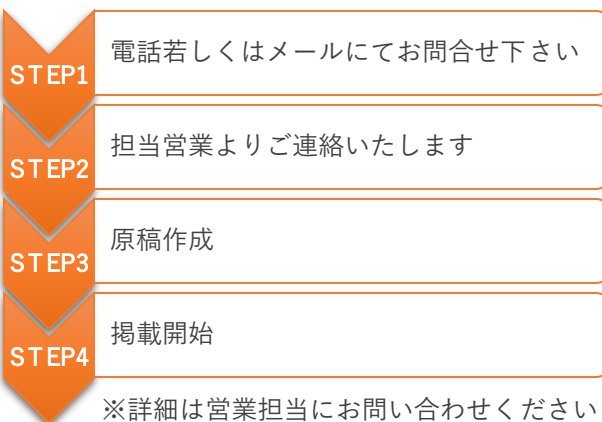 STEP1
電話若しくはメールにてお問合せ下さい
STEP2
担当営業よりご連絡いたします
STEP3
原稿作成
STEP4
掲載開始
※詳細は営業担当にお問い合わせください